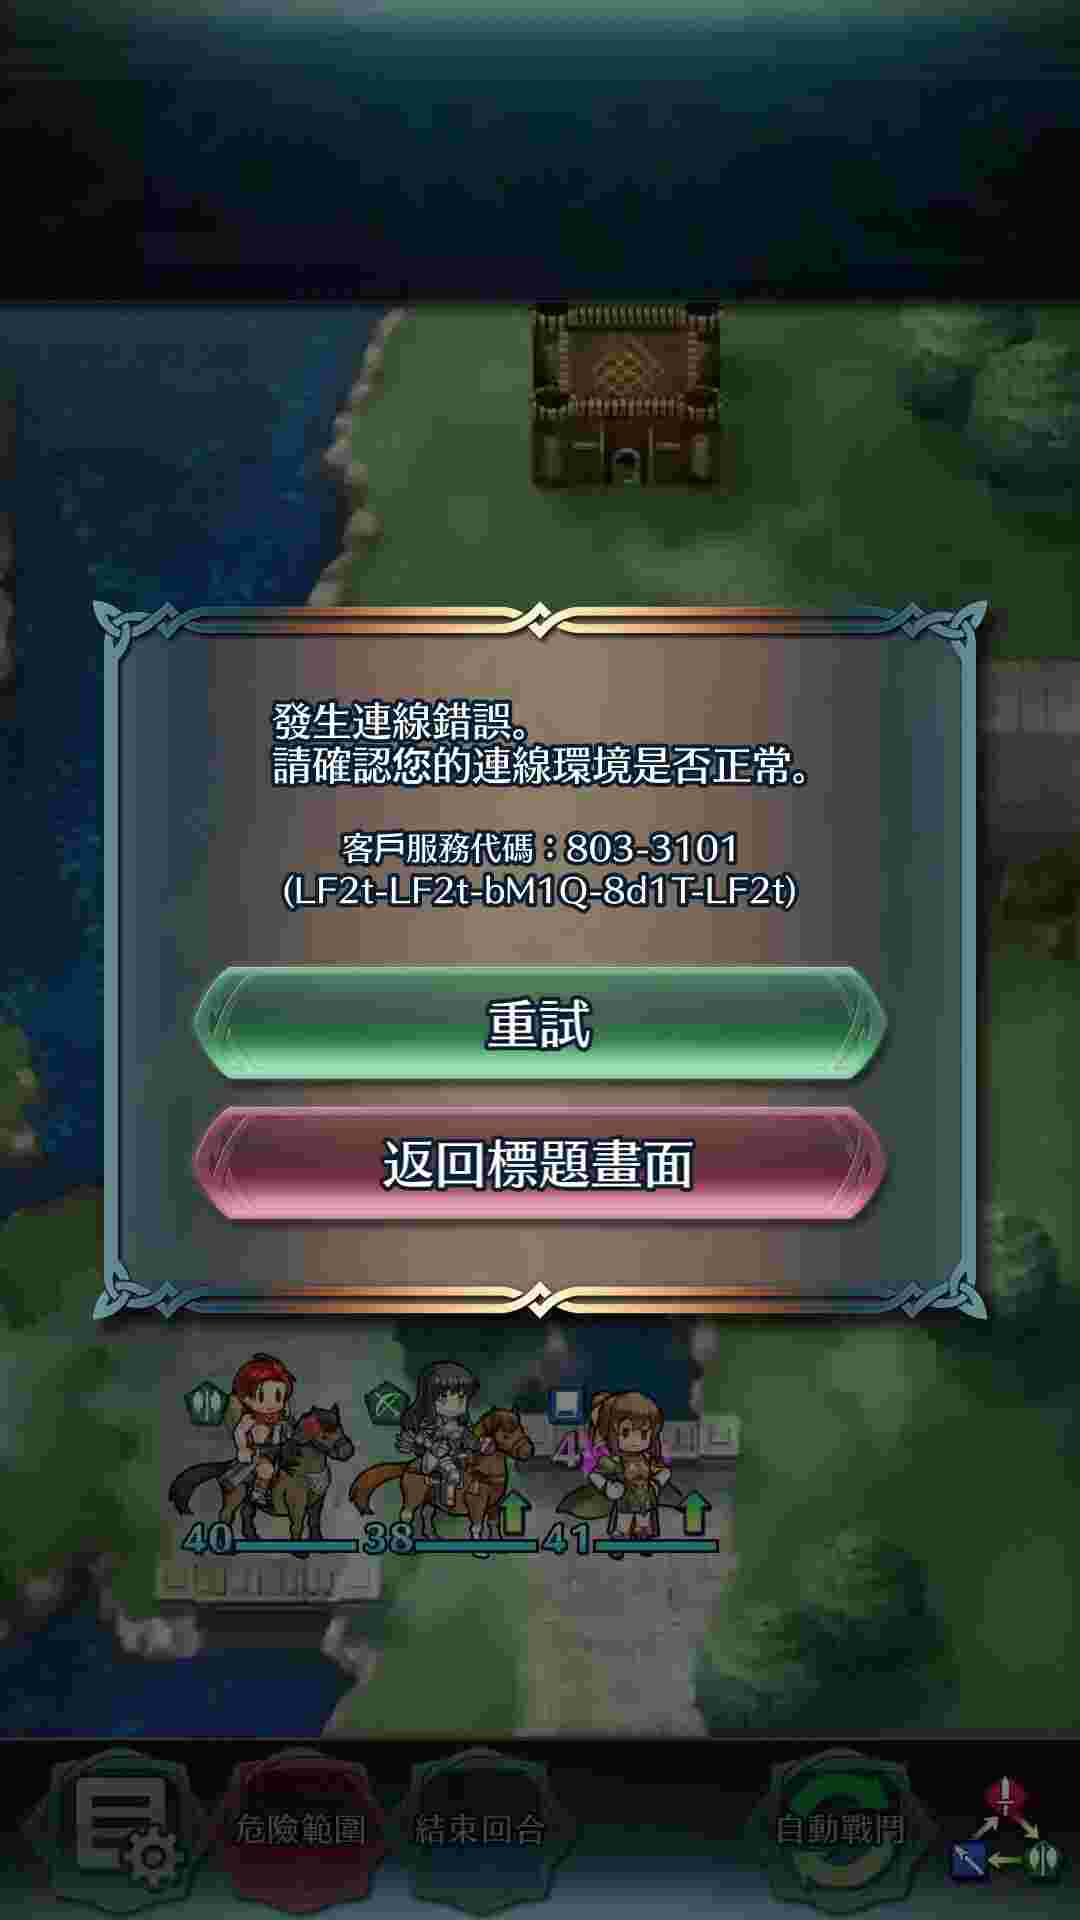 發生連線錯誤。
請確認您的連線環境是否正常。
客戶服務代碼：803-3101
(LF2t-LF2t-bM1Q-8d1T-LF2t)
重試
返回標題畫面
40
38
4
41
危險範圍
結束回合
自動戰鬥